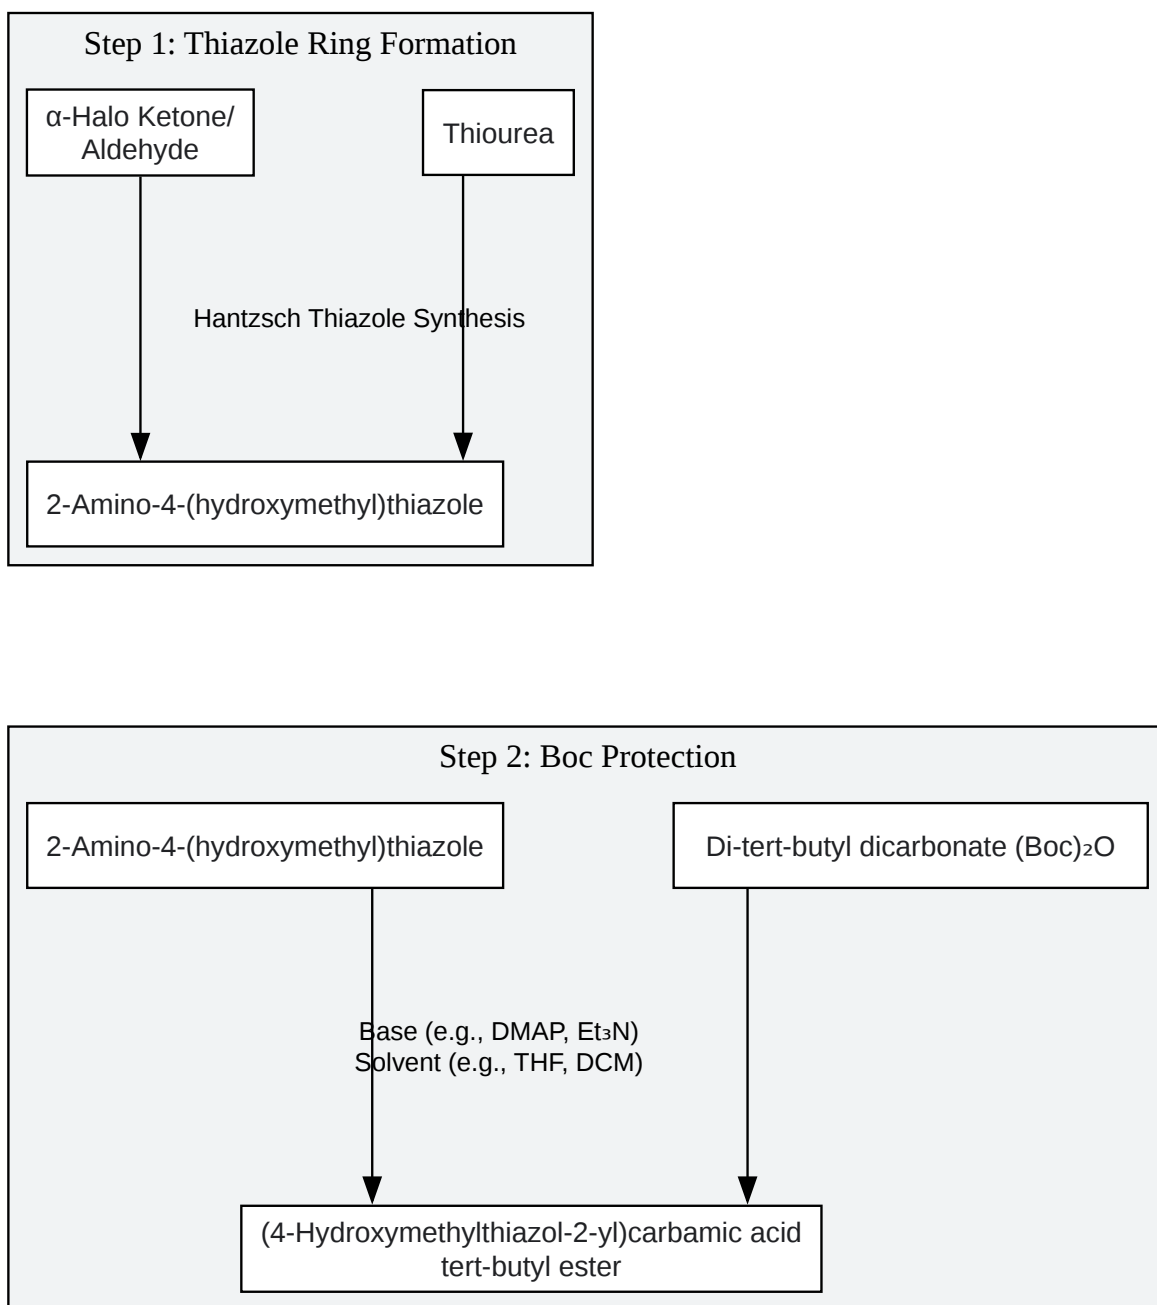 Step 1: Thiazole Ring Formation
α-Halo Ketone/
Aldehyde
Thiourea
Hantzsch Thiazole Synthesis
2-Amino-4-(hydroxymethyl)thiazole
Step 2: Boc Protection
2-Amino-4-(hydroxymethyl)thiazole
Di-tert-butyl dicarbonate (Boc)₂O
Base (e.g., DMAP, Et₃N)
Solvent (e.g., THF, DCM)
(4-Hydroxymethylthiazol-2-yl)carbamic acid
tert-butyl ester